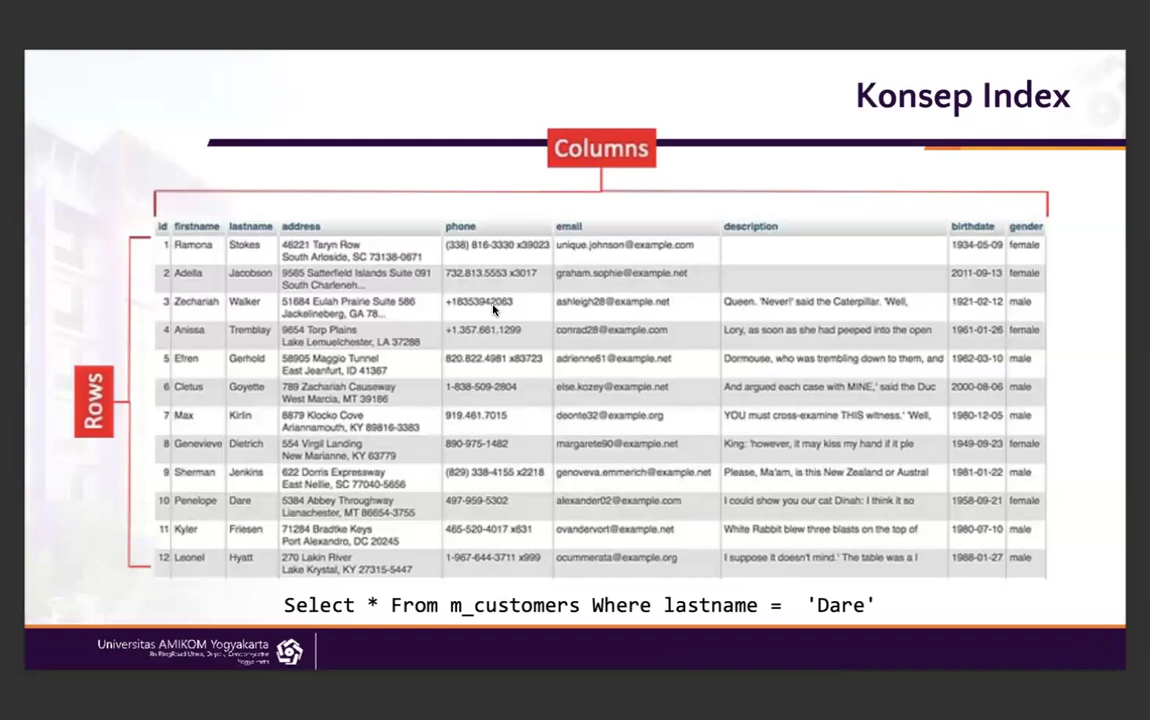 Konsep Index
Columns
Rows
id firstname lastname address phone email description birthdate gender
1 Ramona Stokes 46221 Taryn Row (338) 816-3330 x39023 unique.johnson@example.com 1934-05-09 female
South Arloside, SC 73138-0671
2 Adella Jacobson 9565 Satterfield Islands Suite 091 732.813.5553 x3017 graham.sophie@example.net 2011-09-13 female
South Charleneh...
3 Zechariah Walker 51684 Eulah Prairie Suite 586 +18353942063 ashleigh28@example.net Queen. 'Never!' said the Caterpillar. 'Well, 1921-02-12 male
Jackelineberg, GA 78...
4 Anissa Tremblay 9654 Torp Plains +1.357.661.1299 conrad28@example.com Lory, as soon as she had peeped into the open 1961-01-26 female
Lake Lemuelchester, LA 37288
5 Efren Gerhold 58905 Maggio Tunnel 820.822.4981 x83723 adrienne61@example.net Dormouse, who was trembling down to them, and 1962-03-10 male
East Jeanfurt, ID 41367
6 Cletus Goyette 789 Zachariah Causeway 1-838-509-2804 else.kozey@example.net And argued each case with MINE,' said the Duc 2000-08-06 male
West Marcia, MT 39186
7 Max Kirlin 8879 Klocko Cove 919.461.7015 deonte32@example.org YOU must cross-examine THIS witness.' 'Well, 1980-12-05 male
Ariannamouth, KY 89816-3383
8 Genevieve Dietrich 554 Virgil Landing 890-975-1482 margarete90@example.net King: 'however, it may kiss my hand if it ple 1949-09-23 female
New Marianne, KY 63779
9 Sherman Jenkins 622 Dorris Expressway (829) 338-4155 x2218 genoveva.emmerich@example.net Please, Ma'am, is this New Zealand or Austral 1981-01-22 male
East Nellie, SC 77040-5656
10 Penelope Dare 5384 Abbey Throughway 497-959-5302 alexander02@example.com I could show you our cat Dinah: I think it so 1958-09-21 female
Lianachester, MT 86654-3755
11 Kyler Friesen 71284 Bradtke Keys 465-520-4017 x631 ovandervort@example.net White Rabbit blew three blasts on the top of 1980-07-10 male
Port Alexandro, DC 20245
12 Leonel Hyatt 270 Lakin River 1-967-644-3711 x999 ocummerata@example.org I suppose it doesn't mind.' The table was a l 1988-01-27 male
Lake Krystal, KY 27315-5447
Select * From m_customers Where lastname = 'Dare'
Universitas AMIKOM Yogyakarta